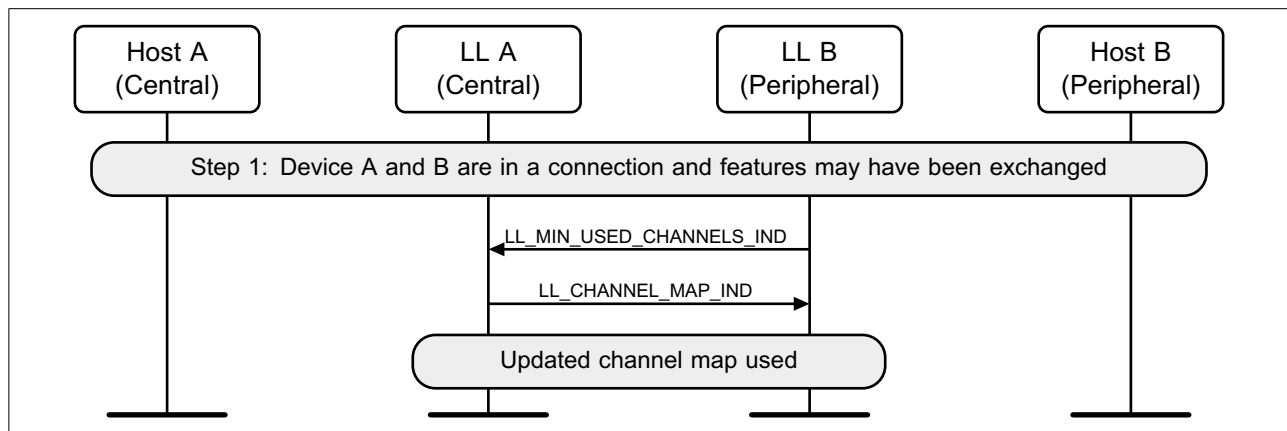 Host A
(Central)
LL A
(Central)
LL B
(Peripheral)
Host B
(Peripheral)
Step 1: Device A and B are in a connection and features may have been exchanged
LL_MIN_USED_CHANNELS_IND
LL_CHANNEL_MAP_IND
Updated channel map used